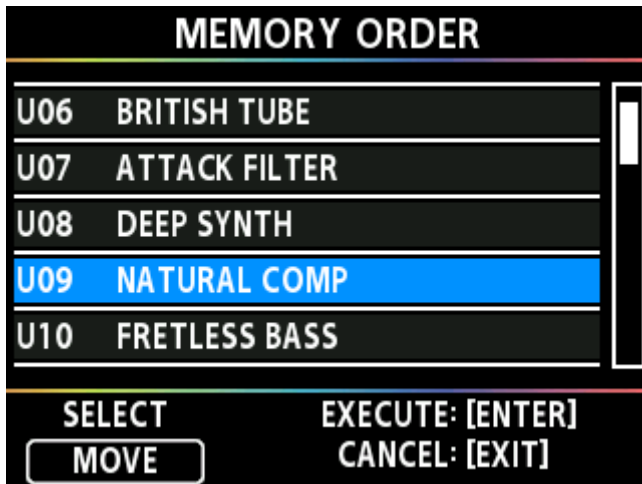 MEMORY ORDER
U06 BRITISH TUBE
U07 ATTACK FILTER
U08 DEEP SYNTH
U09 NATURAL COMP
U10 FRETLESS BASS
SELECT EXECUTE: [ENTER]
MOVE CANCEL: [EXIT]